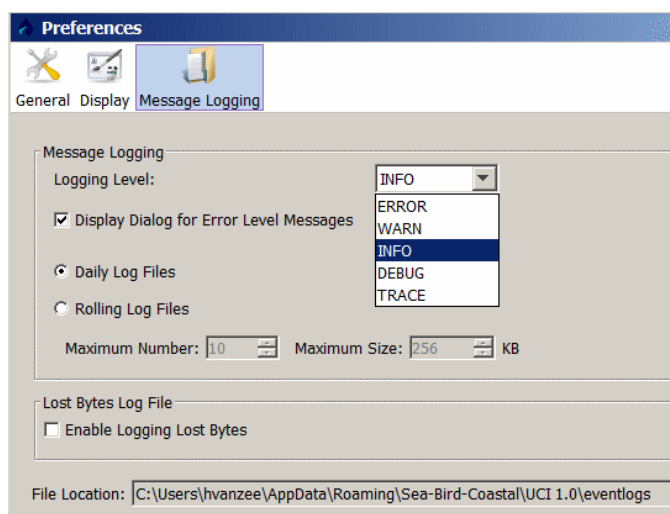 Preferences
General Display Message Logging
Message Logging
Logging Level: INFO
ERROR
WARN
INFO
DEBUG
TRACE
Display Dialog for Error Level Messages
Daily Log Files
Rolling Log Files
Maximum Number: 10 Maximum Size: 256 KB
Lost Bytes Log File
Enable Logging Lost Bytes
File Location: C:\Users\hvanzee\AppData\Roaming\Sea-Bird-Coastal\UCI 1.0\eventlogs